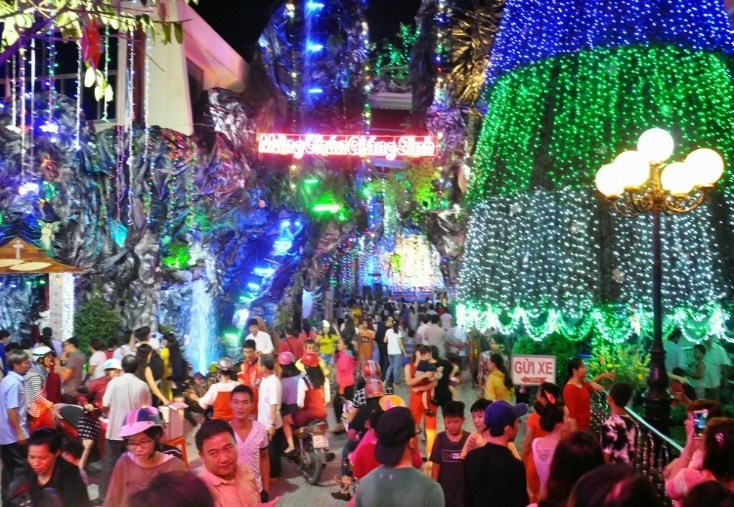 Mừng Chúa Giáng Sinh
GỬI XE